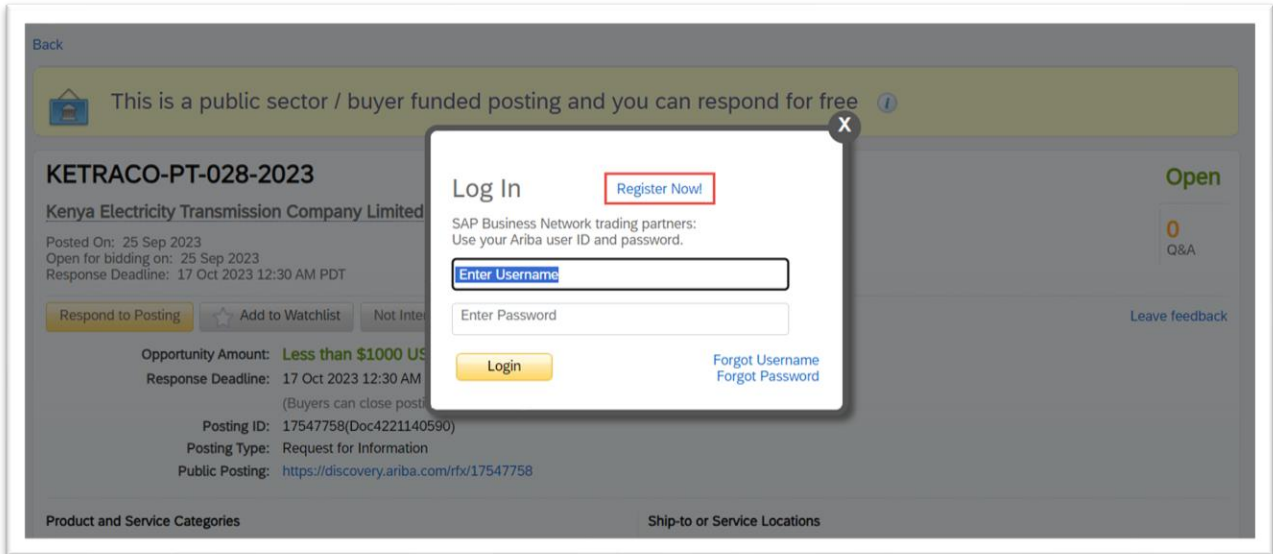 Back
This is a public sector / buyer funded posting and you can respond for free i
X
KETRACO-PT-028-2023
Open
Kenya Electricity Transmission Company Limited
Posted On: 25 Sep 2023
Open for bidding on: 25 Sep 2023
Response Deadline: 17 Oct 2023 12:30 AM PDT
0
Q&A
Log In
Register Now!
SAP Business Network trading partners:
Use your Ariba user ID and password.
Enter Username
Enter Password
Login
Forgot Username
Forgot Password
Respond to Posting Add to Watchlist Not
Leave feedback
Opportunity Amount: Less than $1000
Response Deadline: 17 Oct 2023 12:30 AM
(Buyers can close
Posting ID: 17547758(Doc4221140590)
Posting Type: Request for Information
Public Posting: https://discovery.ariba.com/rfx/17547758
Product and Service Categories
Ship-to or Service Locations